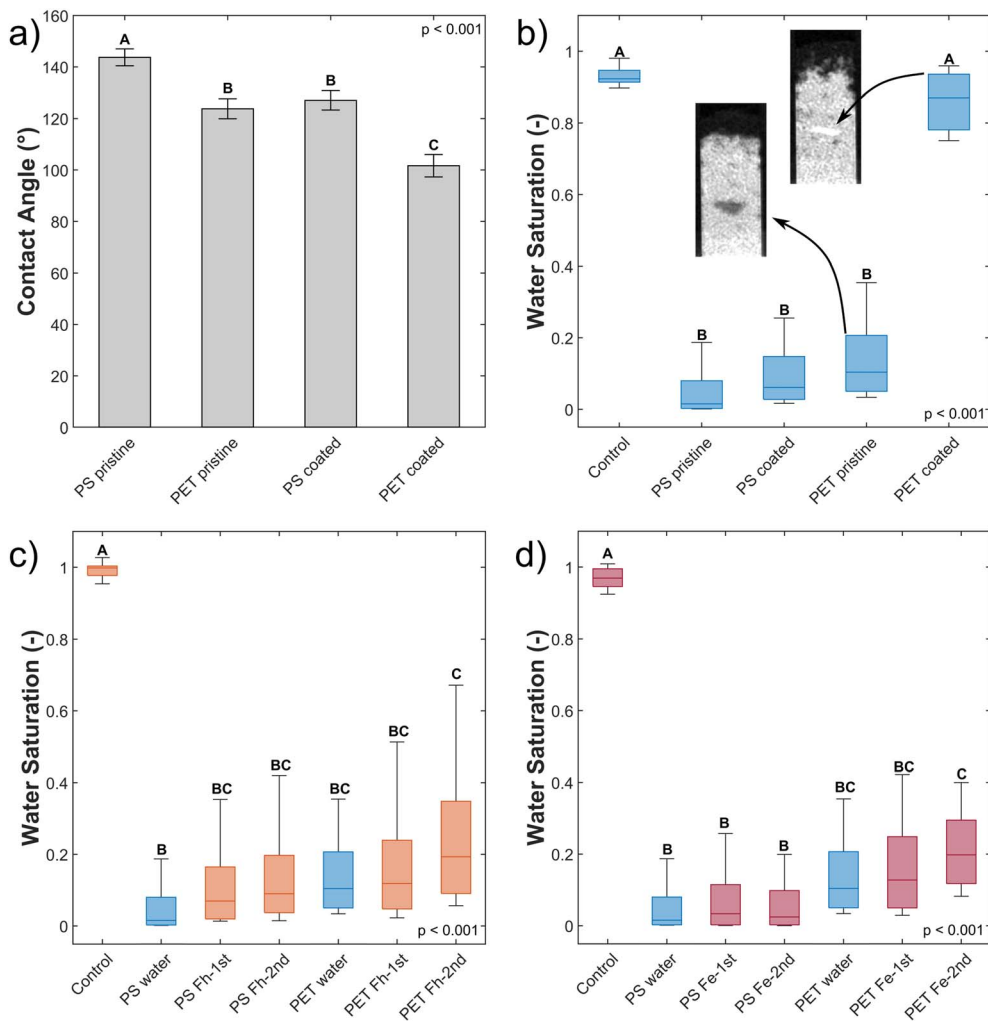 a)
160
140
120
100
80
60
40
20
0
Contact Angle (°)
p < 0.001
A
B
B
C
PS pristine
PET pristine
PS coated
PET coated
b)
1
0.8
0.6
0.4
0.2
0
Water Saturation (-)
A
B
B
B
A
p < 0.001
Control
PS pristine
PS coated
PET pristine
PET coated
c)
1
0.8
0.6
0.4
0.2
0
Water Saturation (-)
A
B
BC
BC
BC
BC
C
p < 0.001
Control
PS water
PS Fh-1st
PS Fh-2nd
PET water
PET Fh-1st
PET Fh-2nd
d)
1
0.8
0.6
0.4
0.2
0
Water Saturation (-)
A
B
B
B
BC
BC
C
p < 0.001
Control
PS water
PS Fe-1st
PS Fe-2nd
PET water
PET Fe-1st
PET Fe-2nd